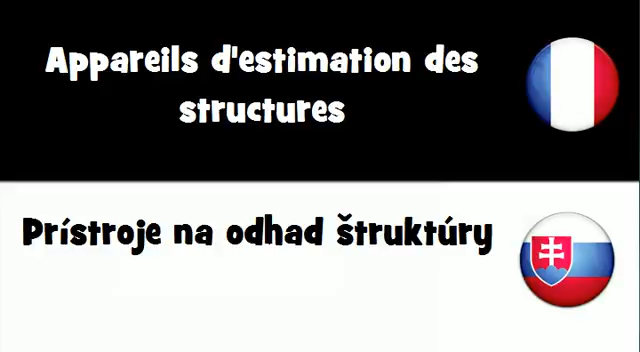 Appareils d'estimation des
structures
Prístroje na odhad štruktúry